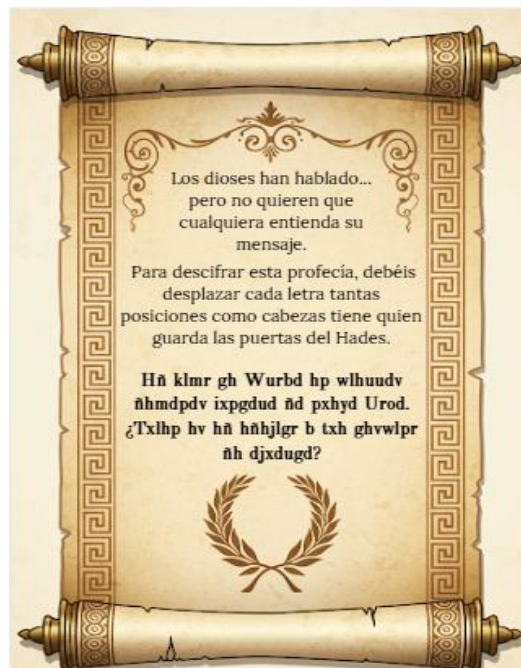 Los dioses han hablado...
pero no quieren que
cualquiera entienda su
mensaje.
Para descifrar esta profecía, debéis
desplazar cada letra tantas
posiciones como cabezas tiene quien
guarda las puertas del Hades.
Hñ klmr gh Wurbd hp wlhuudv
ñhmdpdv ixpgdud ñd pxhyd Urod.
¿Txlhp hv hñ hñhjlgr b txh ghvwlpr
ñh djxdugd?